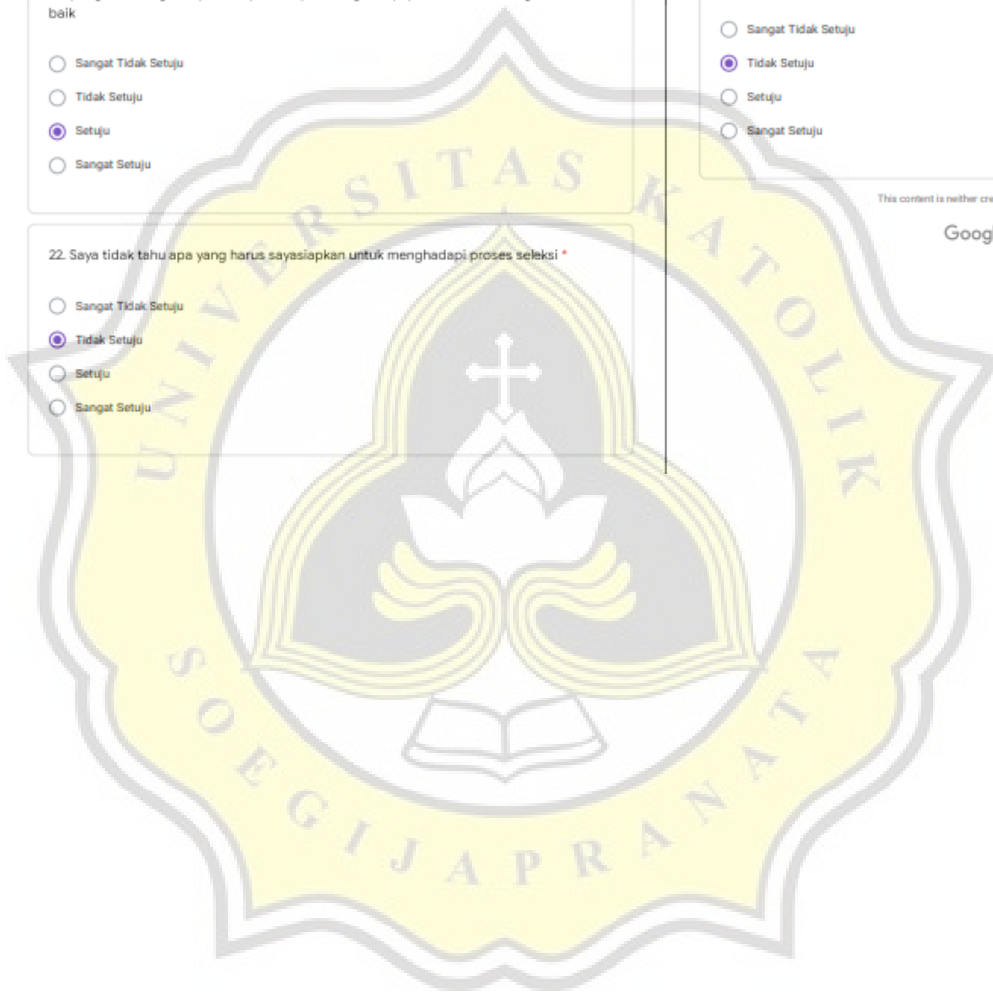 baik
Sangat Tidak Setuju
Tidak Setuju
Setuju
Sangat Setuju
22. Saya tidak tahu apa yang harus sayasiapkan untuk menghadapi proses seleksi *
Sangat Tidak Setuju
Tidak Setuju
Setuju
Sangat Setuju
Sangat Tidak Setuju
Tidak Setuju
Setuju
Sangat Setuju
This content is neither
Goog
UNIVERSITAS KATOLIK
SOEGIJAPRANATA